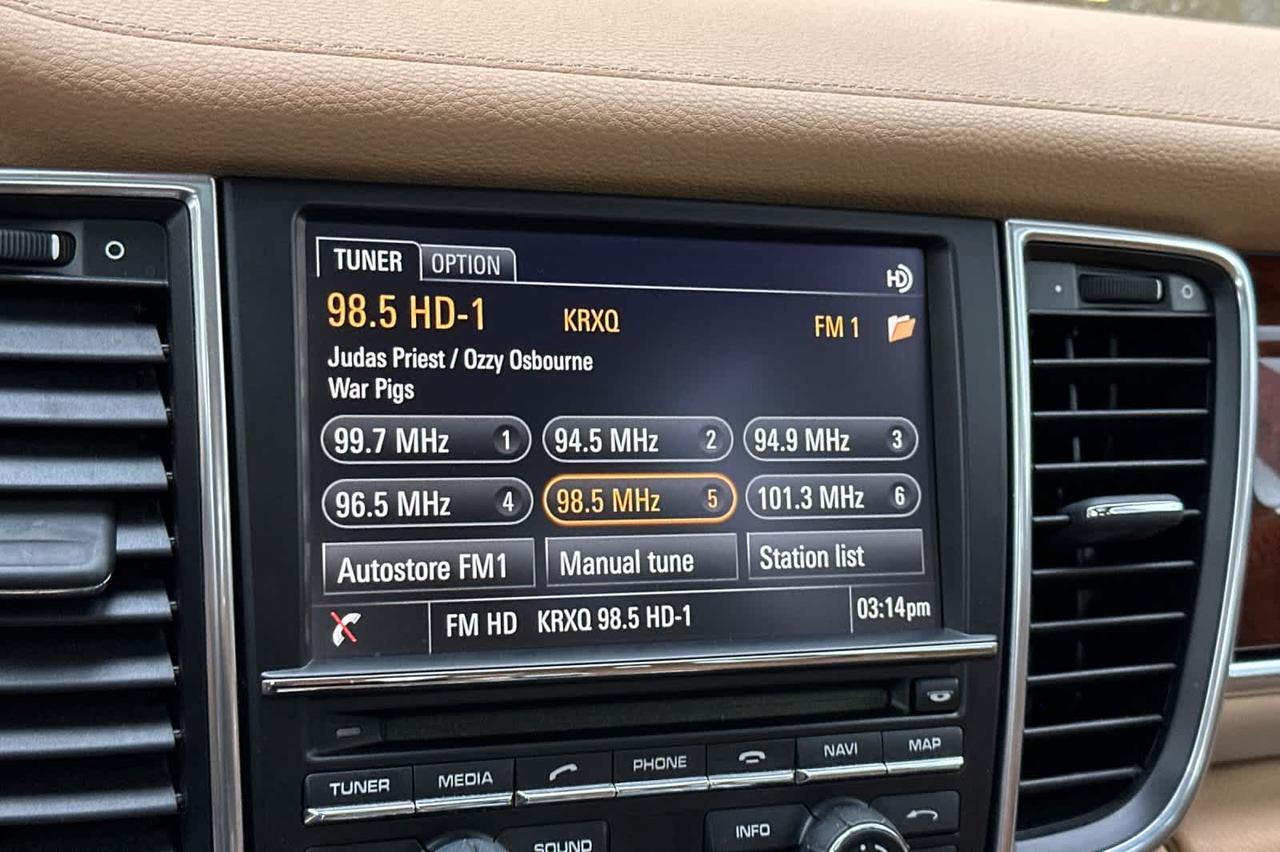 TUNER OPTION
HD
98.5 HD-1 KRXQ FM 1
Judas Priest / Ozzy Osbourne
War Pigs
99.7 MHz 1 94.5 MHz 2 94.9 MHz 3
96.5 MHz 4 98.5 MHz 5 101.3 MHz 6
Autostore FM1 Manual tune Station list
FM HD KRXQ 98.5 HD-1 03:14pm
TUNER MEDIA PHONE NAVI MAP
SOUND INFO